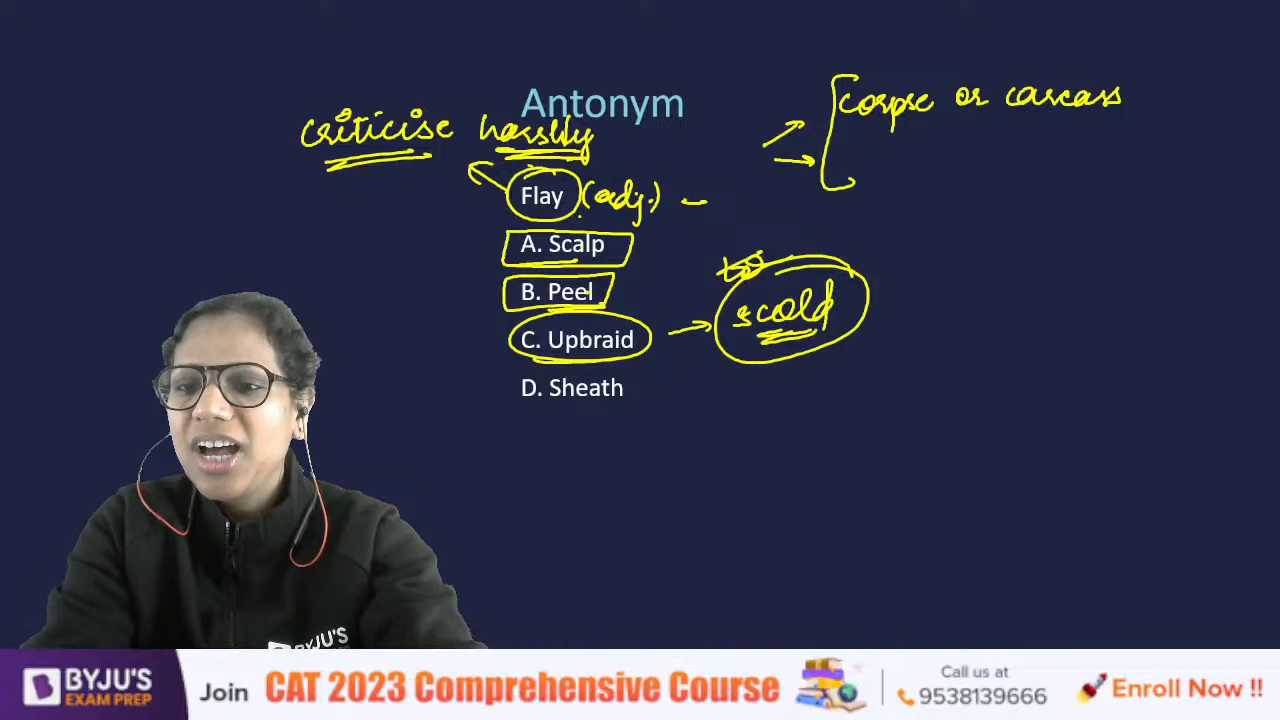 Antonym
corpse or carcass
criticise harshly
Flay (adj.) -
A. Scalp
B. Peel
C. Upbraid
scold
D. Sheath
BYJU'S
BYJU'S
EXAM PREP
Join CAT 2023 Comprehensive Course
Call us at
9538139666
Enroll Now !!